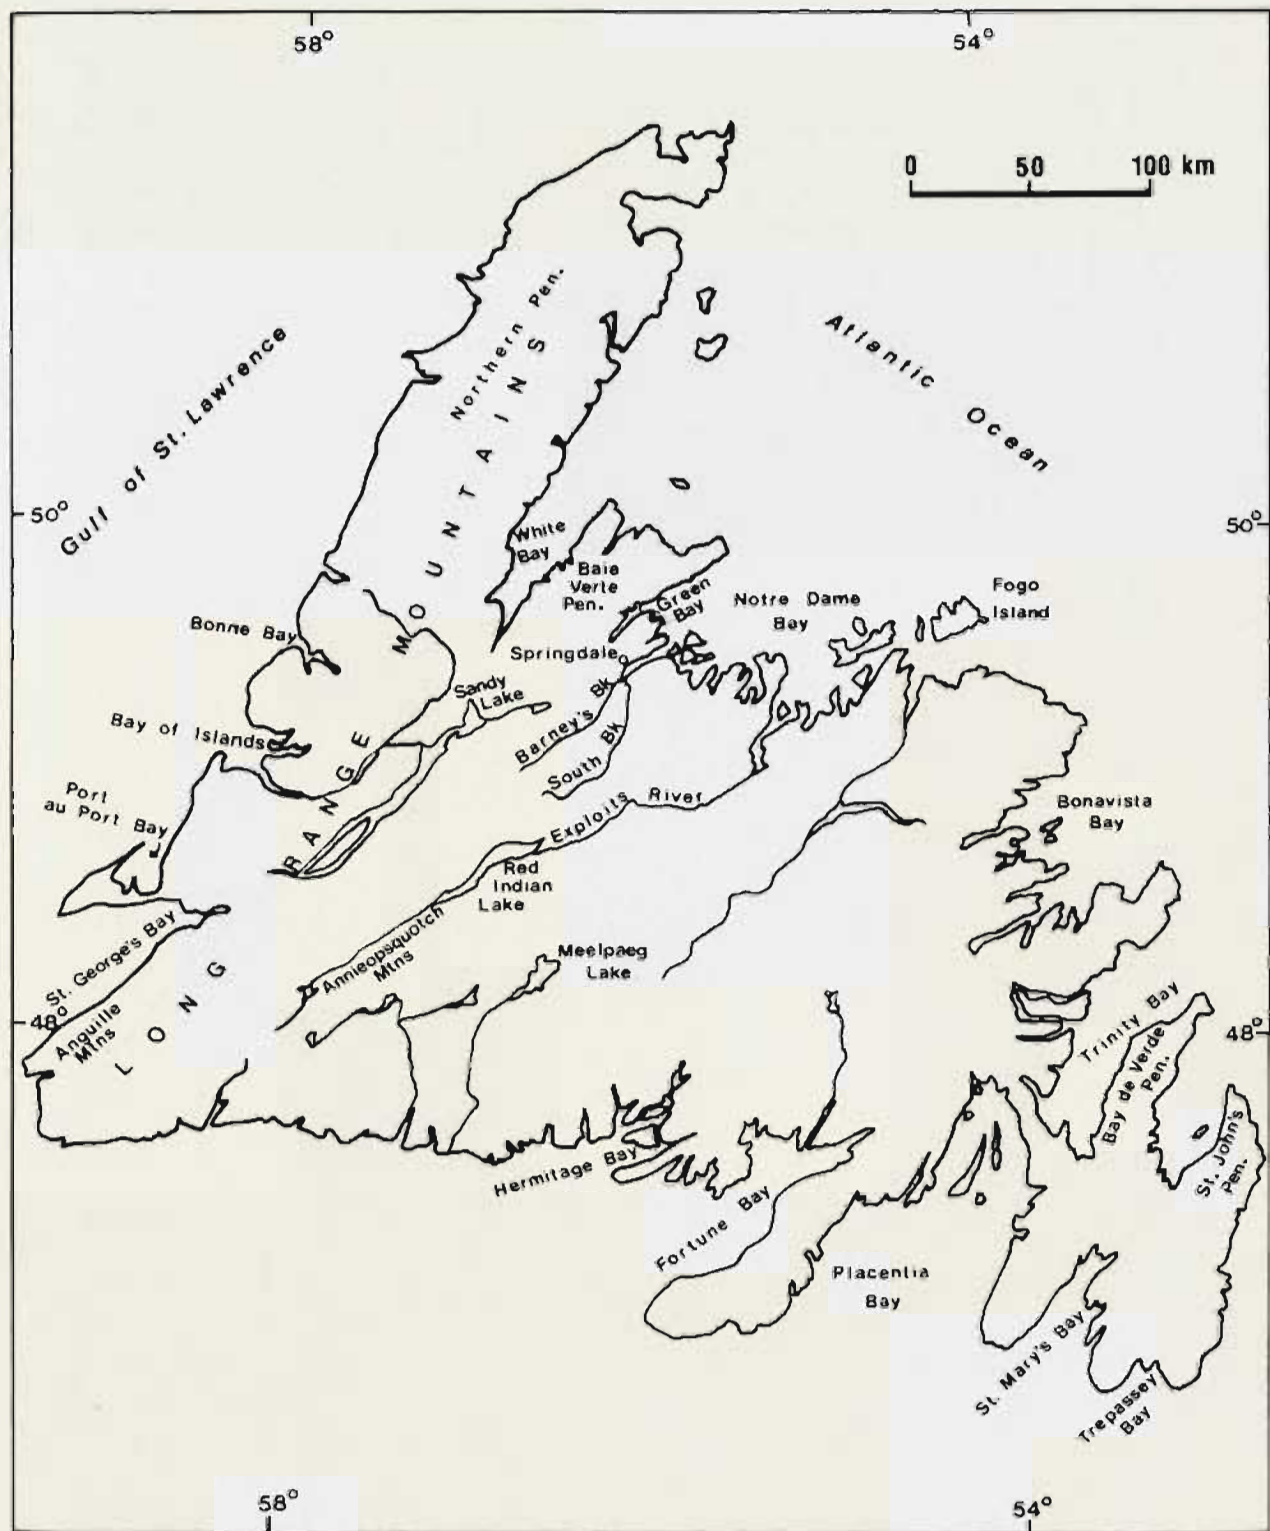 58°
54°
0 50 100 km
Northern Pen.
Gulf of St. Lawrence
Atlantic Ocean
50°
50°
White
Bay
Baie
Verte
Pen.
Green
Bay
Notre Dame
Bay
Fogo
Island
Bonne Bay
Springdale
Sandy
Lake
Bay of Islands
Barney's Bk
South Bk
LONG RANGE MOUNTAINS
Port
au Port Bay
Exploits River
Bonavista
Bay
Red
Indian
Lake
St. George's Bay
Annieopsquotch
Mtns
Meelpaeg
Lake
48°
48°
Anguille
Mtns
Trinity Bay
Bay de Verde
Pen.
St. John's
Pen.
Hermitage Bay
Fortune Bay
Placentia
Bay
St. Mary's Bay
Trepassey
Bay
58°
54°